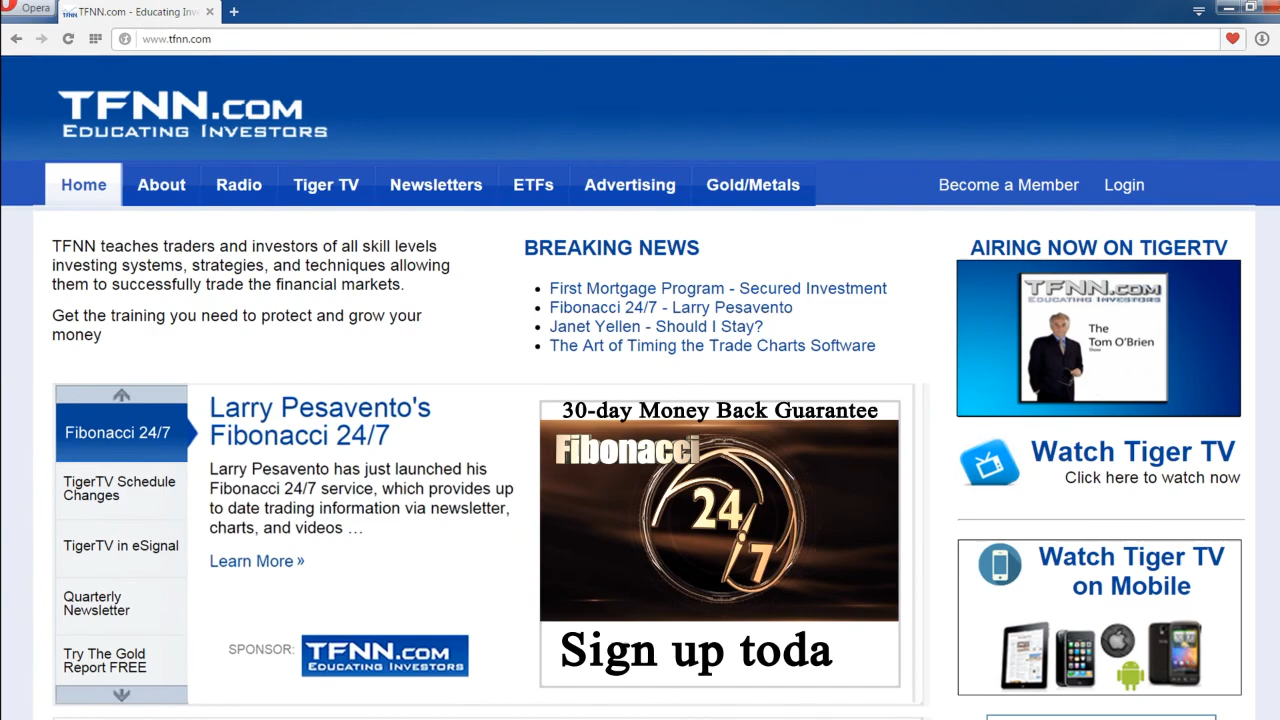 Opera
TFNN.com - Educating Inv
www.tfnn.com
TFNN.COM
EDUCATING INVESTORS
Home
About
Radio
Tiger TV
Newsletters
ETFs
Advertising
Gold/Metals
Become a Member
Login
TFNN teaches traders and investors of all skill levels
investing systems, strategies, and techniques allowing
them to successfully trade the financial markets.
Get the training you need to protect and grow your
money
BREAKING NEWS
First Mortgage Program - Secured Investment
Fibonacci 24/7 - Larry Pesavento
Janet Yellen - Should I Stay?
The Art of Timing the Trade Charts Software
AIRING NOW ON TIGERTV
TFNN.COM
EDUCATING INVESTORS
The
Tom O'Brien
Show
Watch Tiger TV
Click here to watch now
Watch Tiger TV
on Mobile
Fibonacci 24/7
TigerTV Schedule
Changes
TigerTV in eSignal
Quarterly
Newsletter
Try The Gold
Report FREE
Larry Pesavento's
Fibonacci 24/7
Larry Pesavento has just launched his
Fibonacci 24/7 service, which provides up
to date trading information via newsletter,
charts, and videos …
Learn More »
SPONSOR:
TFNN.COM
EDUCATING INVESTORS
30-day Money Back Guarantee
Fibonacci
24
7
Sign up toda